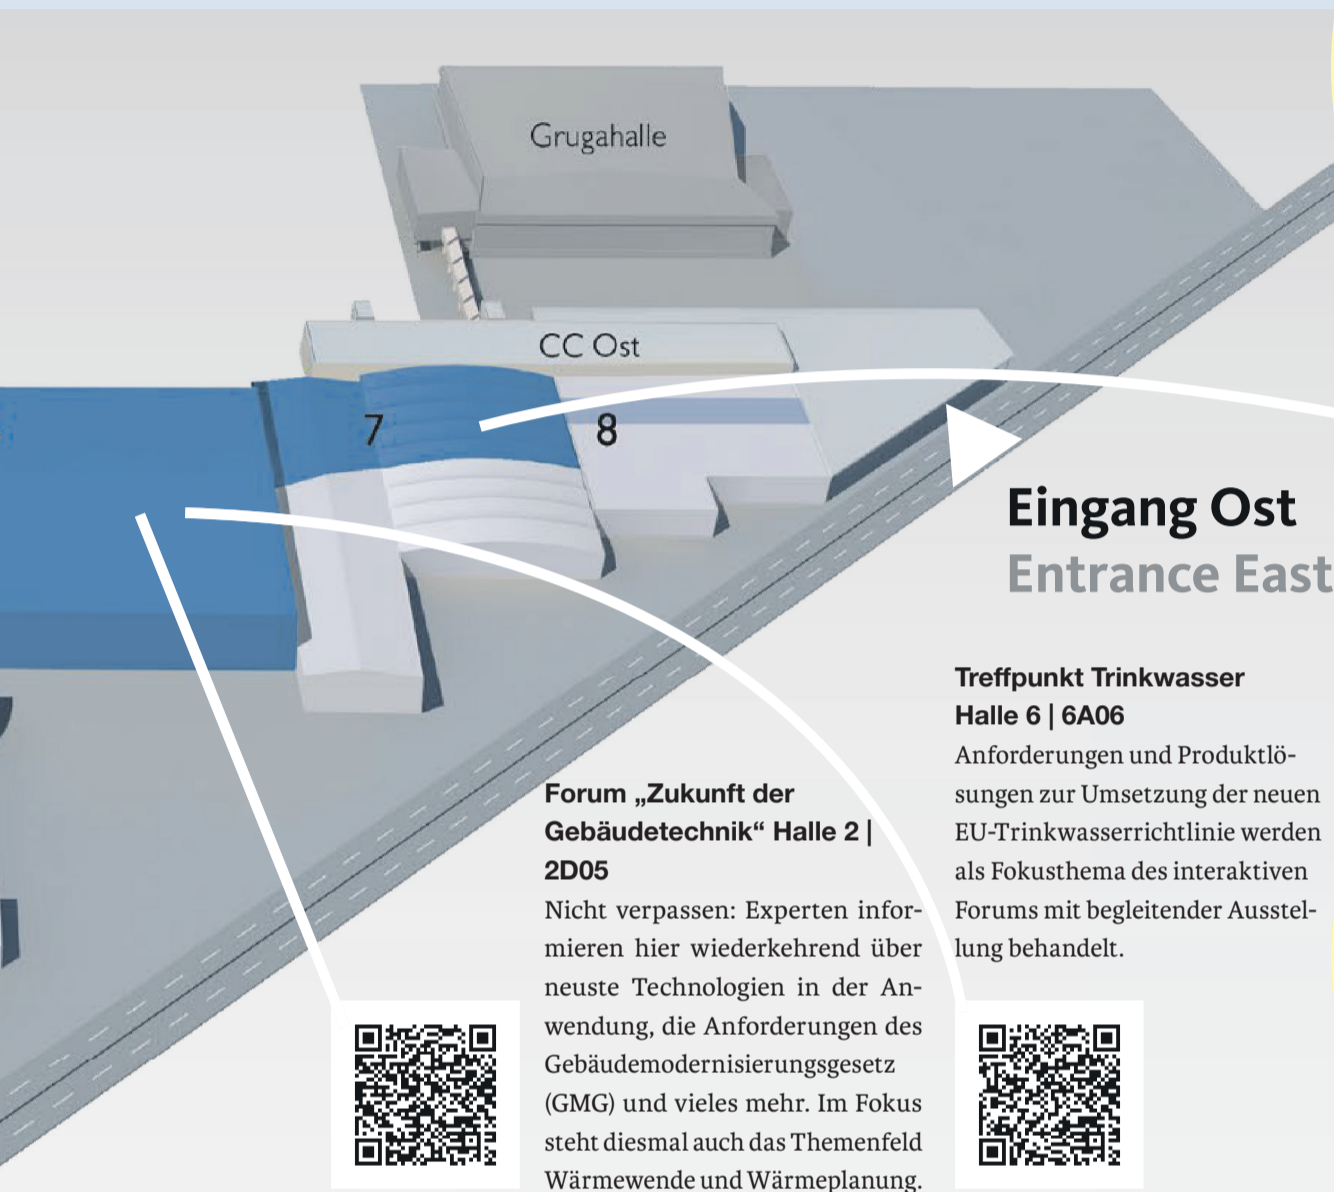 Grugahalle
CC Ost
7
8
Eingang Ost
Entrance East
Treffpunkt Trinkwasser
Halle 6 | 6A06
Anforderungen und Produktlö-
sungen zur Umsetzung der neuen
EU-Trinkwasserrichtlinie werden
als Fokusthema des interaktiven
Forums mit begleitender Ausstel-
lung behandelt.
Forum „Zukunft der
Gebäudetechnik“ Halle 2 |
2D05
Nicht verpassen: Experten infor-
mieren hier wiederkehrend über
neuste Technologien in der An-
wendung, die Anforderungen des
Gebäudemodernisierungsgesetz
(GMG) und vieles mehr. Im Fokus
steht diesmal auch das Themenfeld
Wärmewende und Wärmeplanung.